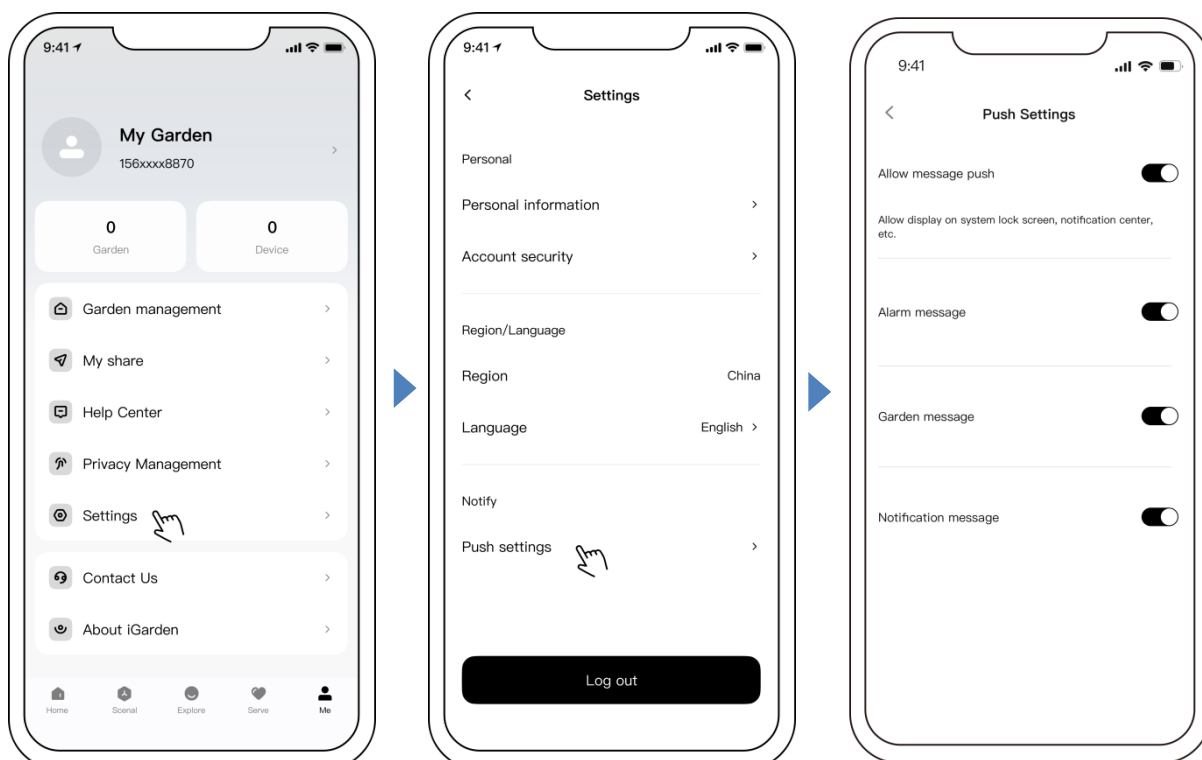 9:41
My Garden
156xxxx8870
0
Garden
0
Device
Garden management
My share
Help Center
Privacy Management
Settings
Contact Us
About iGarden
Home
Scenal
Explore
Serve
Me
9:41
Settings
Personal
Personal information
Account security
Region/Language
Region China
Language English
Notify
Push settings
Log out
9:41
Push Settings
Allow message push
Allow display on system lock screen, notification center,
etc.
Alarm message
Garden message
Notification message